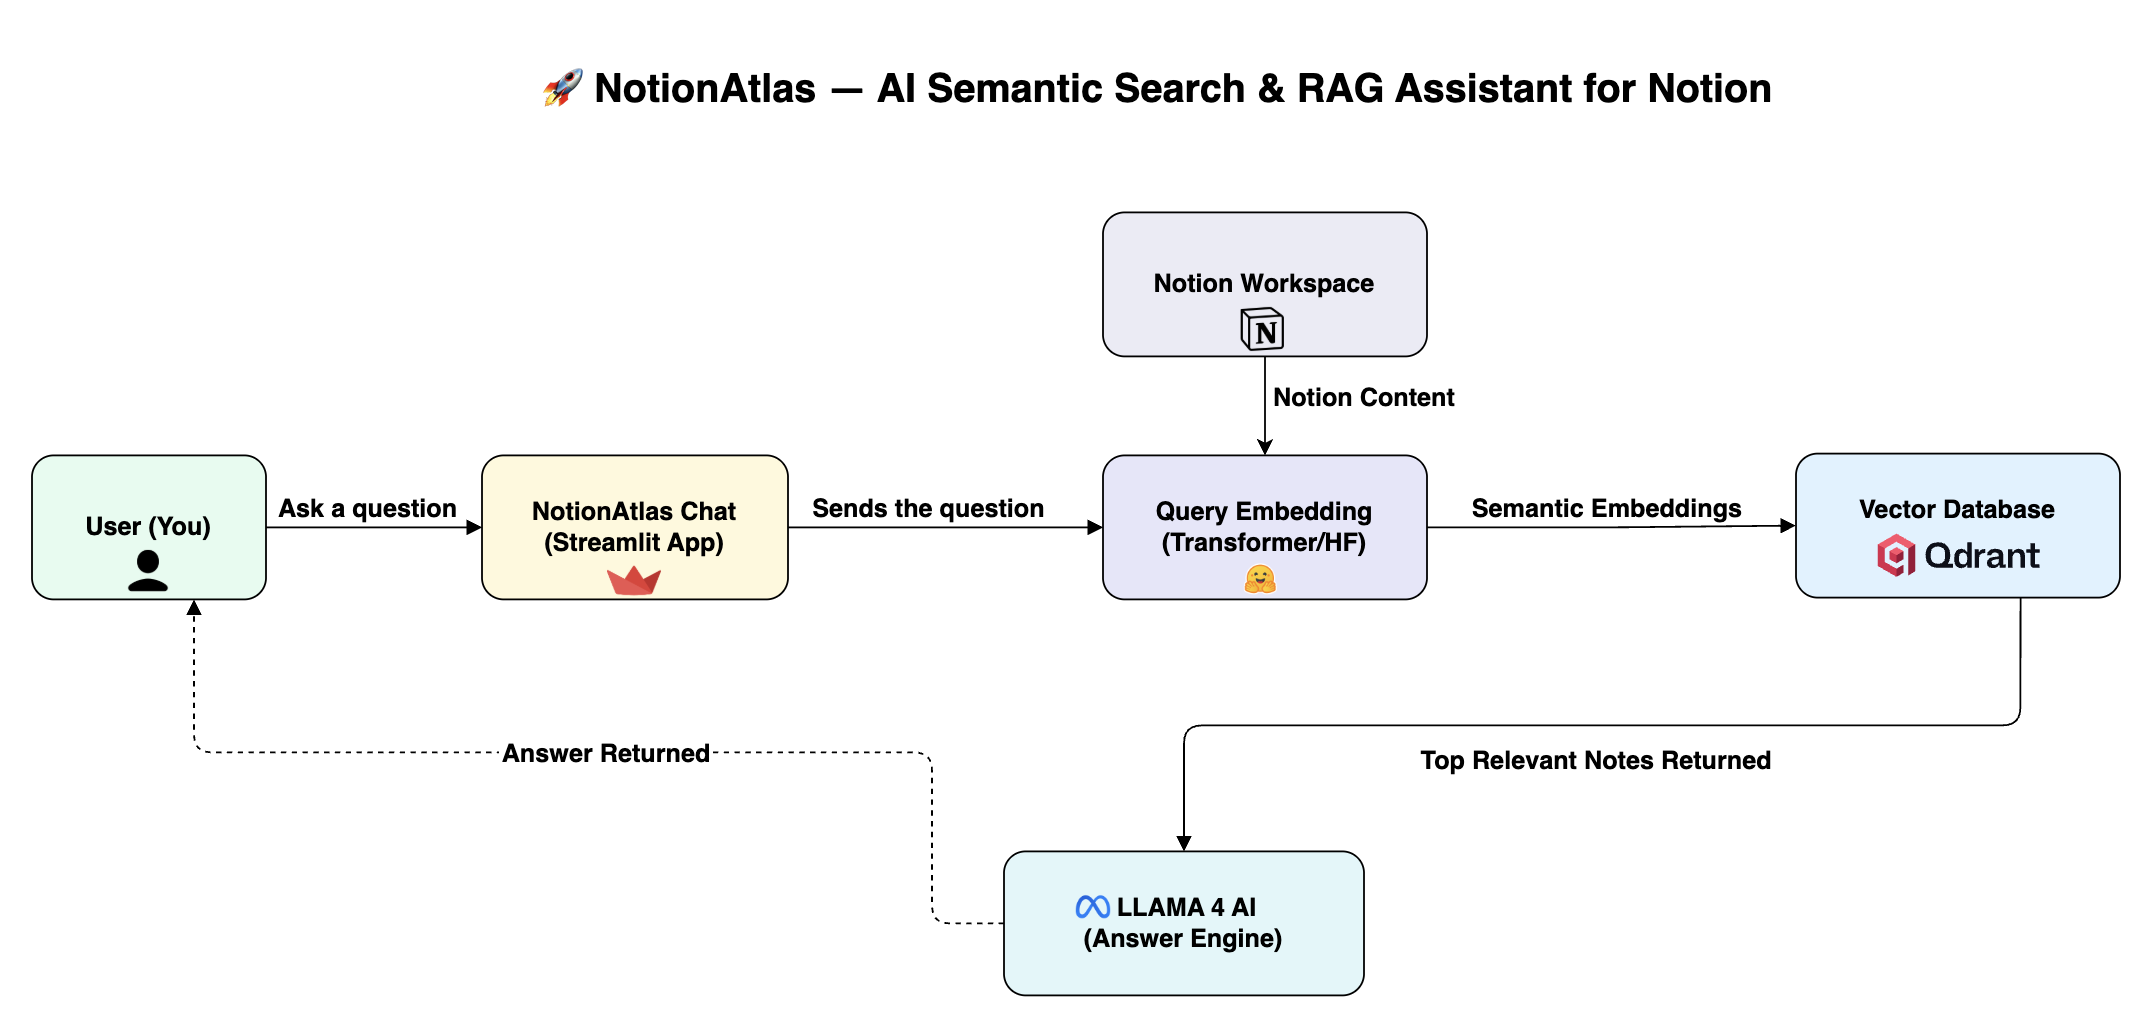 🚀 NotionAtlas — AI Semantic Search & RAG Assistant for Notion
Notion Workspace
N
Notion Content
User (You)
Ask a question
NotionAtlas Chat
(Streamlit App)
Sends the question
Query Embedding
(Transformer/HF)
Semantic Embeddings
Vector Database
Qdrant
Answer Returned
Top Relevant Notes Returned
LLAMA 4 AI
(Answer Engine)